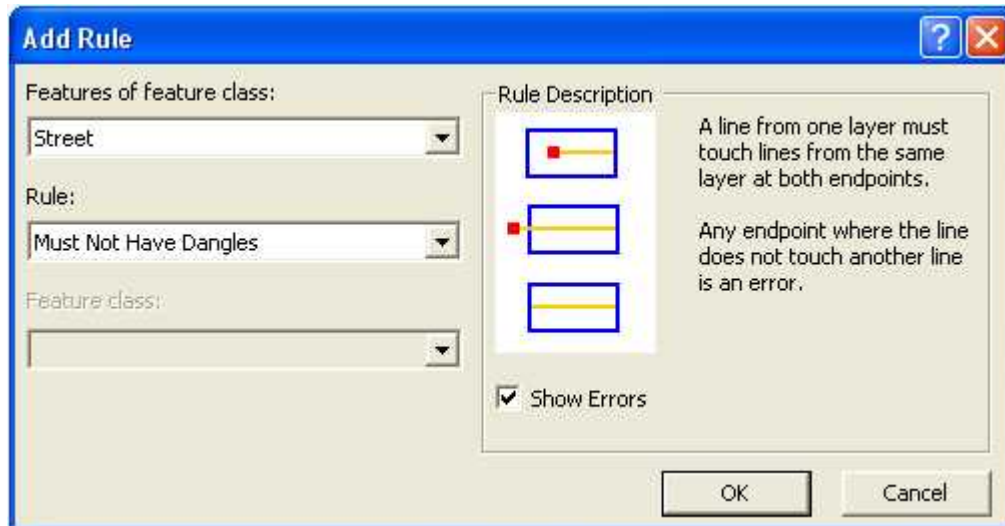 Add Rule
Features of feature class:
Street
Rule:
Must Not Have Dangles
Feature class:
Rule Description
A line from one layer must
touch lines from the same
layer at both endpoints.
Any endpoint where the line
does not touch another line
is an error.
Show Errors
OK
Cancel